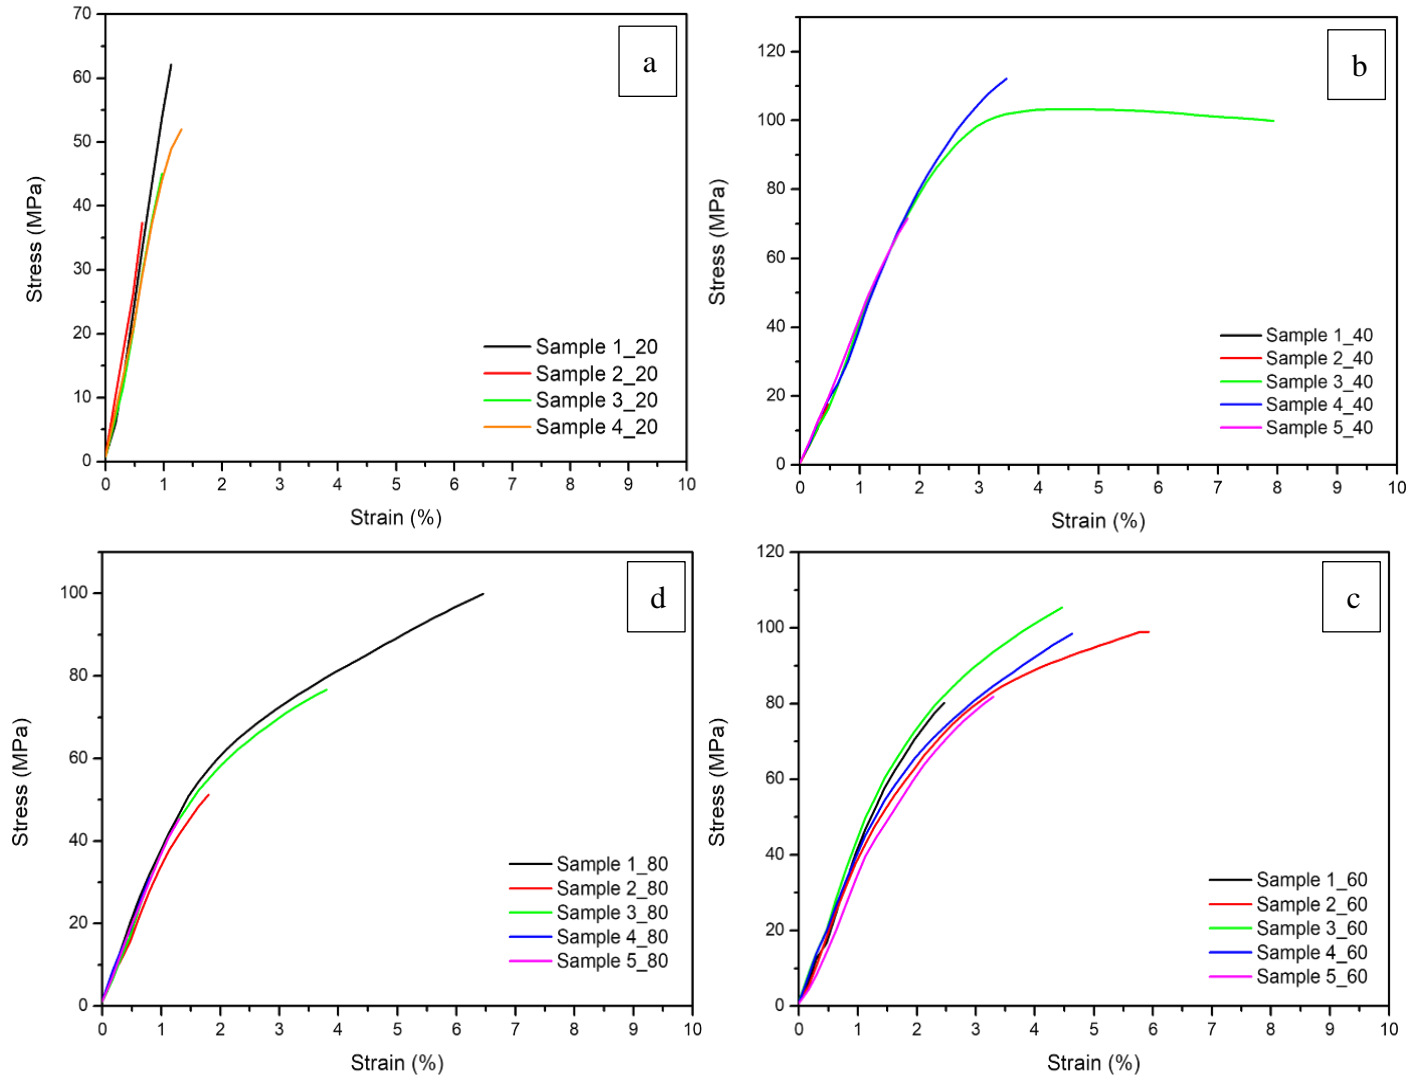 70
60
50
40
30
20
10
0
Stress (MPa)
a
Sample 1_20
Sample 2_20
Sample 3_20
Sample 4_20
0 1 2 3 4 5 6 7 8 9 10
Strain (%)
120
100
80
60
40
20
0
Stress (MPa)
b
Sample 1_40
Sample 2_40
Sample 3_40
Sample 4_40
Sample 5_40
0 1 2 3 4 5 6 7 8 9 10
Strain (%)
100
80
60
40
20
0
Stress (MPa)
d
Sample 1_80
Sample 2_80
Sample 3_80
Sample 4_80
Sample 5_80
0 1 2 3 4 5 6 7 8 9 10
Strain (%)
120
100
80
60
40
20
0
Stress (MPa)
c
Sample 1_60
Sample 2_60
Sample 3_60
Sample 4_60
Sample 5_60
0 1 2 3 4 5 6 7 8 9 10
Strain (%)